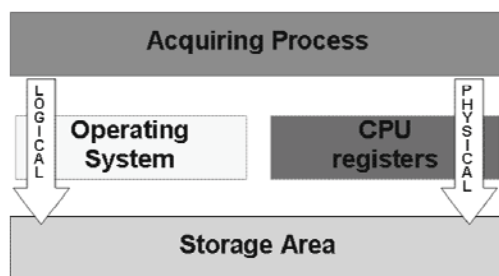 Acquiring Process
LOGICAL
Operating
System
CPU
registers
PHYSICAL
Storage Area